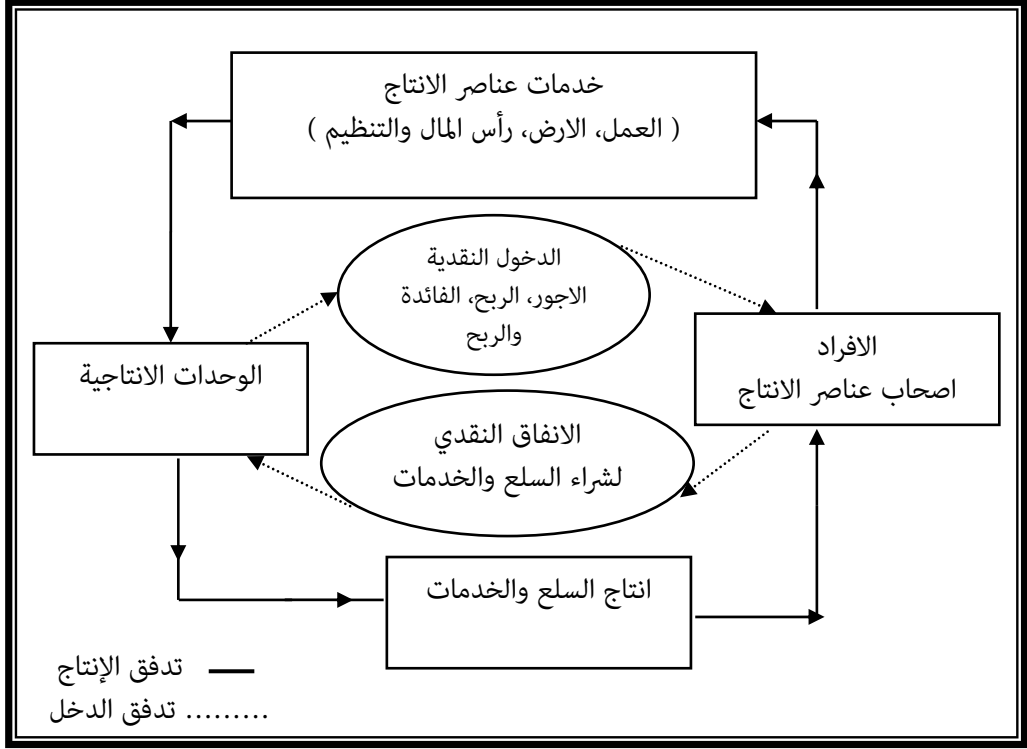 خدمات عناصر الانتاج
( العمل، الارض، رأس المال والتنظيم )
الدخول النقدية
الاجور، الربح، الفائدة
والربح
الافراد
اصحاب عناصر الانتاج
الوحدات الانتاجية
الانفاق النقدي
لشراء السلع والخدمات
انتاج السلع والخدمات
تدفق الإنتاج
......... تدفق الدخل